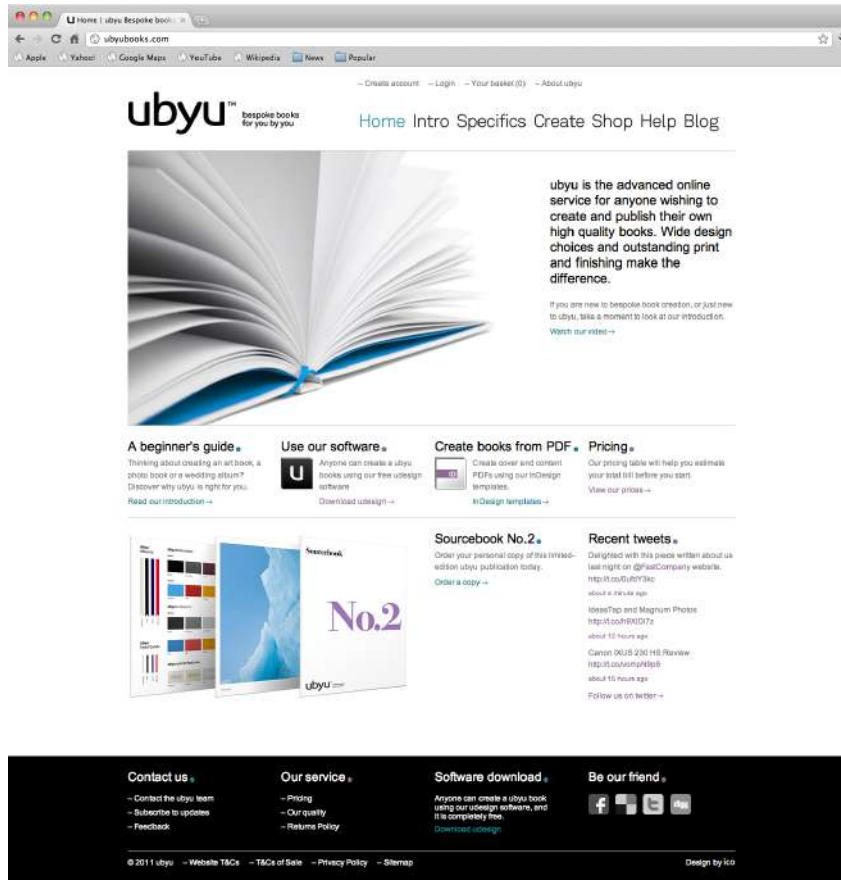 Home | ubyu Bespoke book
ubyubooks.com
Apple Yahoo! Google Maps YouTube Wikipedia News Popular
– Create account – Login – Your basket (0) – About ubyu
ubyu™ bespoke books
for you by you
Home Intro Specifics Create Shop Help Blog
ubyu is the advanced online
service for anyone wishing to
create and publish their own
high quality books. Wide design
choices and outstanding print
and finishing make the
difference.
If you are new to bespoke book creation, or just new
to ubyu, take a moment to look at our introduction.
Watch our video→
A beginner's guide
Thinking about creating an art book, a
photo book or a wedding album?
Discover why ubyu is right for you.
Read our introduction→
Use our software
U
Anyone can create a ubyu
books using our free udesign
software
Download udesign→
Create books from PDF
ID
Create cover and content
PDFs using our InDesign
templates.
InDesign templates→
Pricing
Our pricing table will help you estimate
your total bill before you start.
View our prices→
Sourcebook
No.2
ubyu
Sourcebook No.2
Order your personal copy of this limited-
edition ubyu publication today.
Order a copy→
Recent tweets
Delighted with this piece written about us
last night on @FastCompany website.
about a minute ago
IdeasTap and Magnum Photos
about 12 hours ago
Canon IXUS 230 HS Review
about 15 hours ago
Follow us on twitter→
Contact us
– Contact the ubyu team
– Subscribe to updates
– Feedback
Our service
– Pricing
– Our quality
– Returns Policy
Software download
Anyone can create a ubyu book
using our udesign software, and
it is completely free.
Download udesign
Be our friend
© 2011 ubyu – Website T&Cs – T&Cs of Sale – Privacy Policy – Sitemap
Design by ico